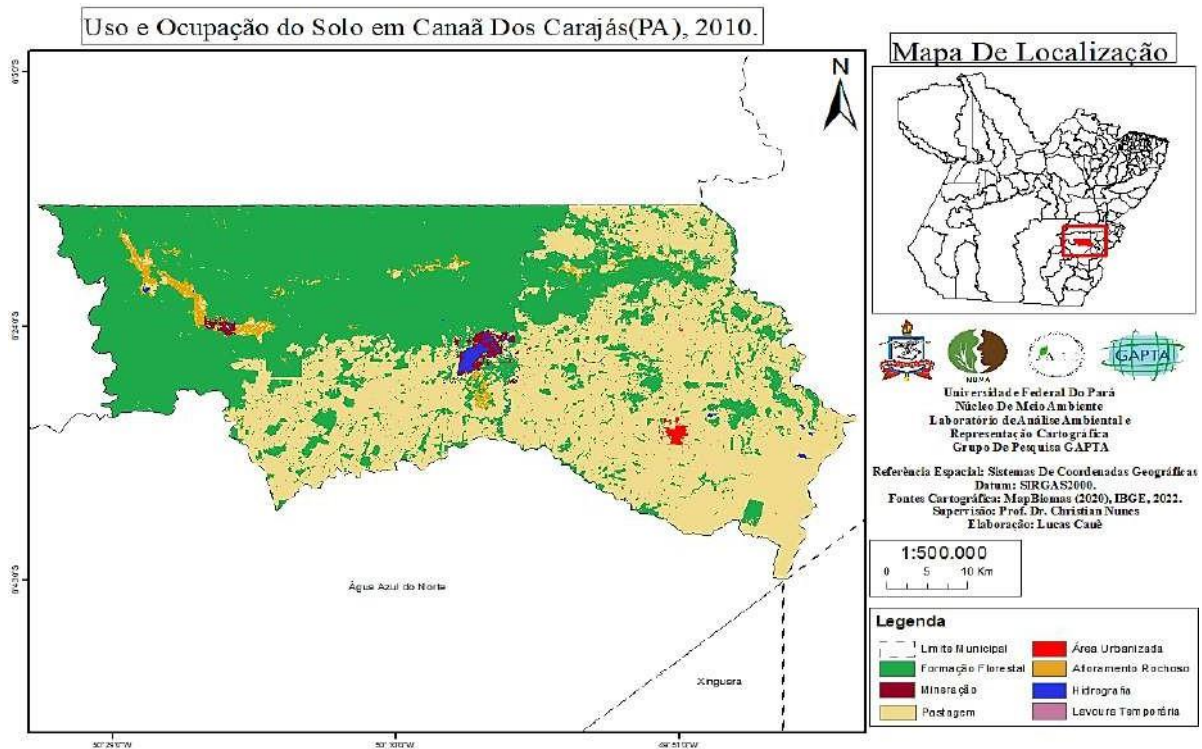 Uso e Ocupação do Solo em Canaã Dos Carajás(PA), 2010.
Mapa De Localização
N
Água Azul do Norte
Xinguara
NUMA
GAPTA
Universidade Federal Do Pará
Núcleo De Meio Ambiente
Laboratório de Análise Ambiental e
Representação Cartográfica
Grupo De Pesquisa GAPTA
Referência Espacial: Sistemas De Coordenadas Geográficas
Datum: SIRGAS2000.
Fontes Cartográfica: MapBiomas (2020), IBGE, 2022.
Supervisão: Prof. Dr. Christian Nunes
Elaboração: Lucas Cauê
1:500.000
0 5 10 Km
Legenda
Limite Municipal
Formação Florestal
Mineração
Pastagem
Área Urbanizada
Afloramento Rochoso
Hidrografia
Lavoura Temporária